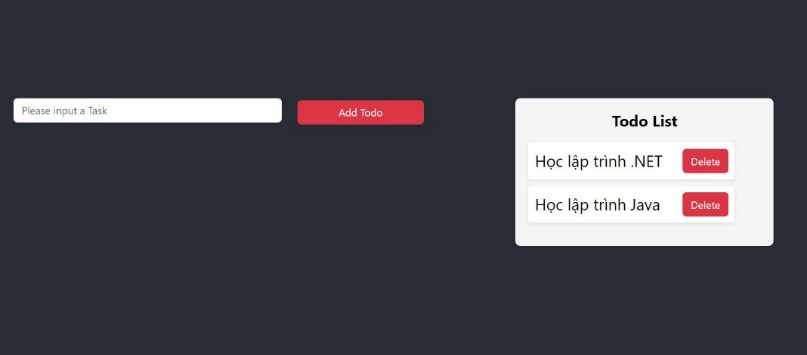 Please input a Task
Add Todo
Todo List
Học lập trình .NET
Delete
Học lập trình Java
Delete